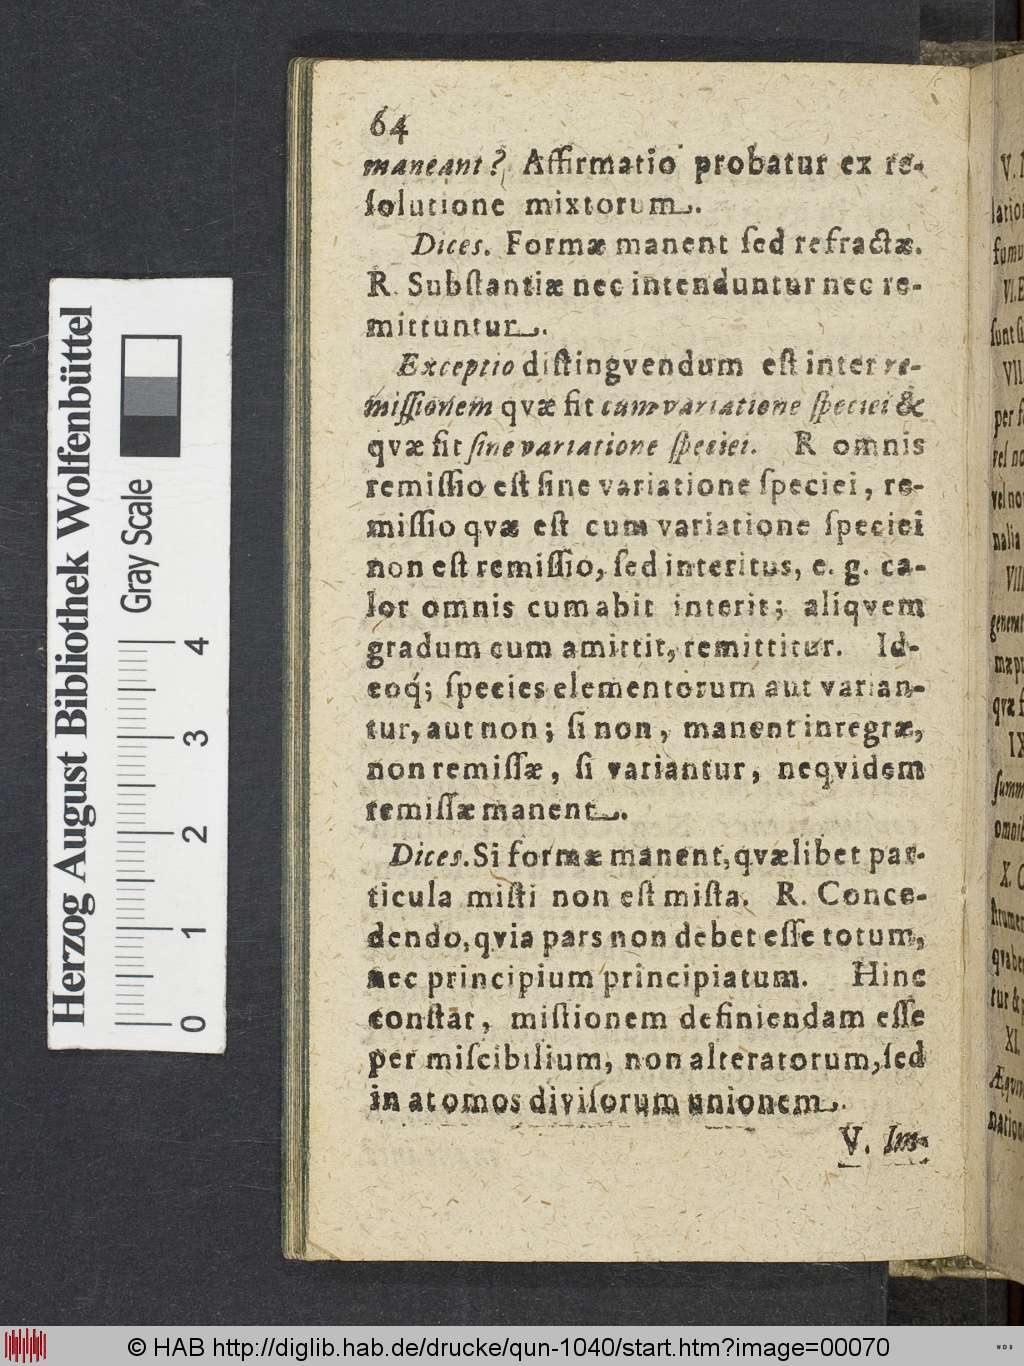 64
maneant? Affirmatio probatur ex re-
ſolutione mixtorum.
Dices. Formæ manent ſed refractæ.
R. Subſtantiæ nec intenduntur nec re-
mittuntur.
Exceptio diſtingvendum eſt inter re-
miſſionem qvæ fit cum variatione ſpeciei &
qvæ fit ſine variatione ſpeciei. R omnis
remiſſio eſt ſine variatione ſpeciei, re-
miſſio qvæ eſt cum variatione ſpeciei
non eſt remiſſio, ſed interitus, e. g. ca-
lor omnis cum abit interit; aliqvem
gradum cum amittit, remittitur. Id-
eoq́; ſpecies elementorum aut varian-
tur, aut non; ſi non, manent integræ,
non remiſſæ, ſi variantur, neqvidem
remiſſæ manent.
Dices. Si formæ manent, qvælibet par-
ticula miſti non eſt miſta. R. Conce-
dendo, qvia pars non debet eſſe totum,
nec principium principiatum. Hinc
conſtat, miſtionem definiendam eſſe
per miſcibilium, non alteratorum, ſed
in atomos diviſorum unionem.
V. Im-
Herzog August Bibliothek Wolfenbüttel
Gray Scale
0 1 2 3 4
© HAB http://diglib.hab.de/drucke/qun-1040/start.htm?image=00070